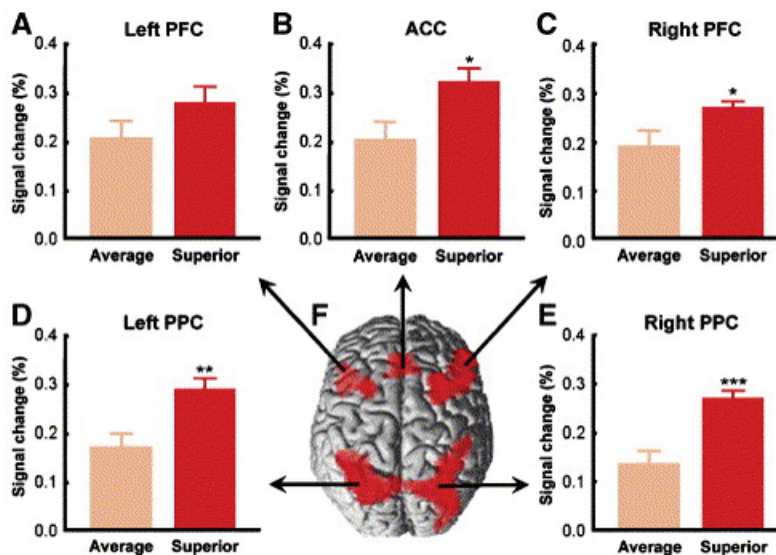 A Left PFC
Signal change (%)
0.4
0.3
0.2
0.1
0.0
Average Superior
B ACC
Signal change (%)
0.4
0.3
0.2
0.1
0.0
*
Average Superior
C Right PFC
Signal change (%)
0.4
0.3
0.2
0.1
0.0
*
Average Superior
D Left PPC
Signal change (%)
0.4
0.3
0.2
0.1
0.0
**
Average Superior
F
E Right PPC
Signal change (%)
0.4
0.3
0.2
0.1
0.0
***
Average Superior